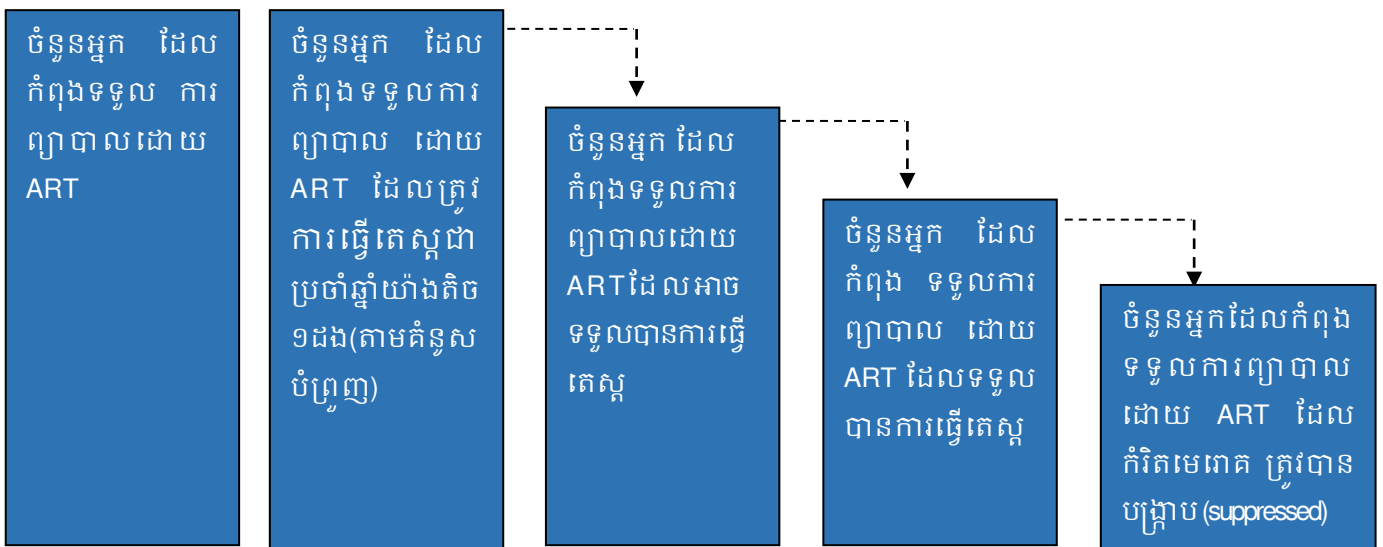 ចំនួនអ្នក ដែល
កំពុងទទួល ការ
ព្យាបាលដោយ
ART
ចំនួនអ្នក ដែល
កំពុងទទួលការ
ព្យាបាល ដោយ
ART ដែលត្រូវ
ការធ្វើតេស្តជា
ប្រចាំឆ្នាំយ៉ាងតិច
១ដង(តាមគំនូស
បំព្រួញ)
ចំនួនអ្នក ដែល
កំពុងទទួលការ
ព្យាបាលដោយ
ARTដែលអាច
ទទួលបានការធ្វើ
តេស្ត
ចំនួនអ្នក ដែល
កំពុង ទទួលការ
ព្យាបាល ដោយ
ART ដែលទទួល
បានការធ្វើតេស្ត
ចំនួនអ្នកដែលកំពុង
ទទួលការព្យាបាល
ដោយ ART ដែល
កំរិតមេរោគ ត្រូវបាន
បង្ក្រាប (suppressed)